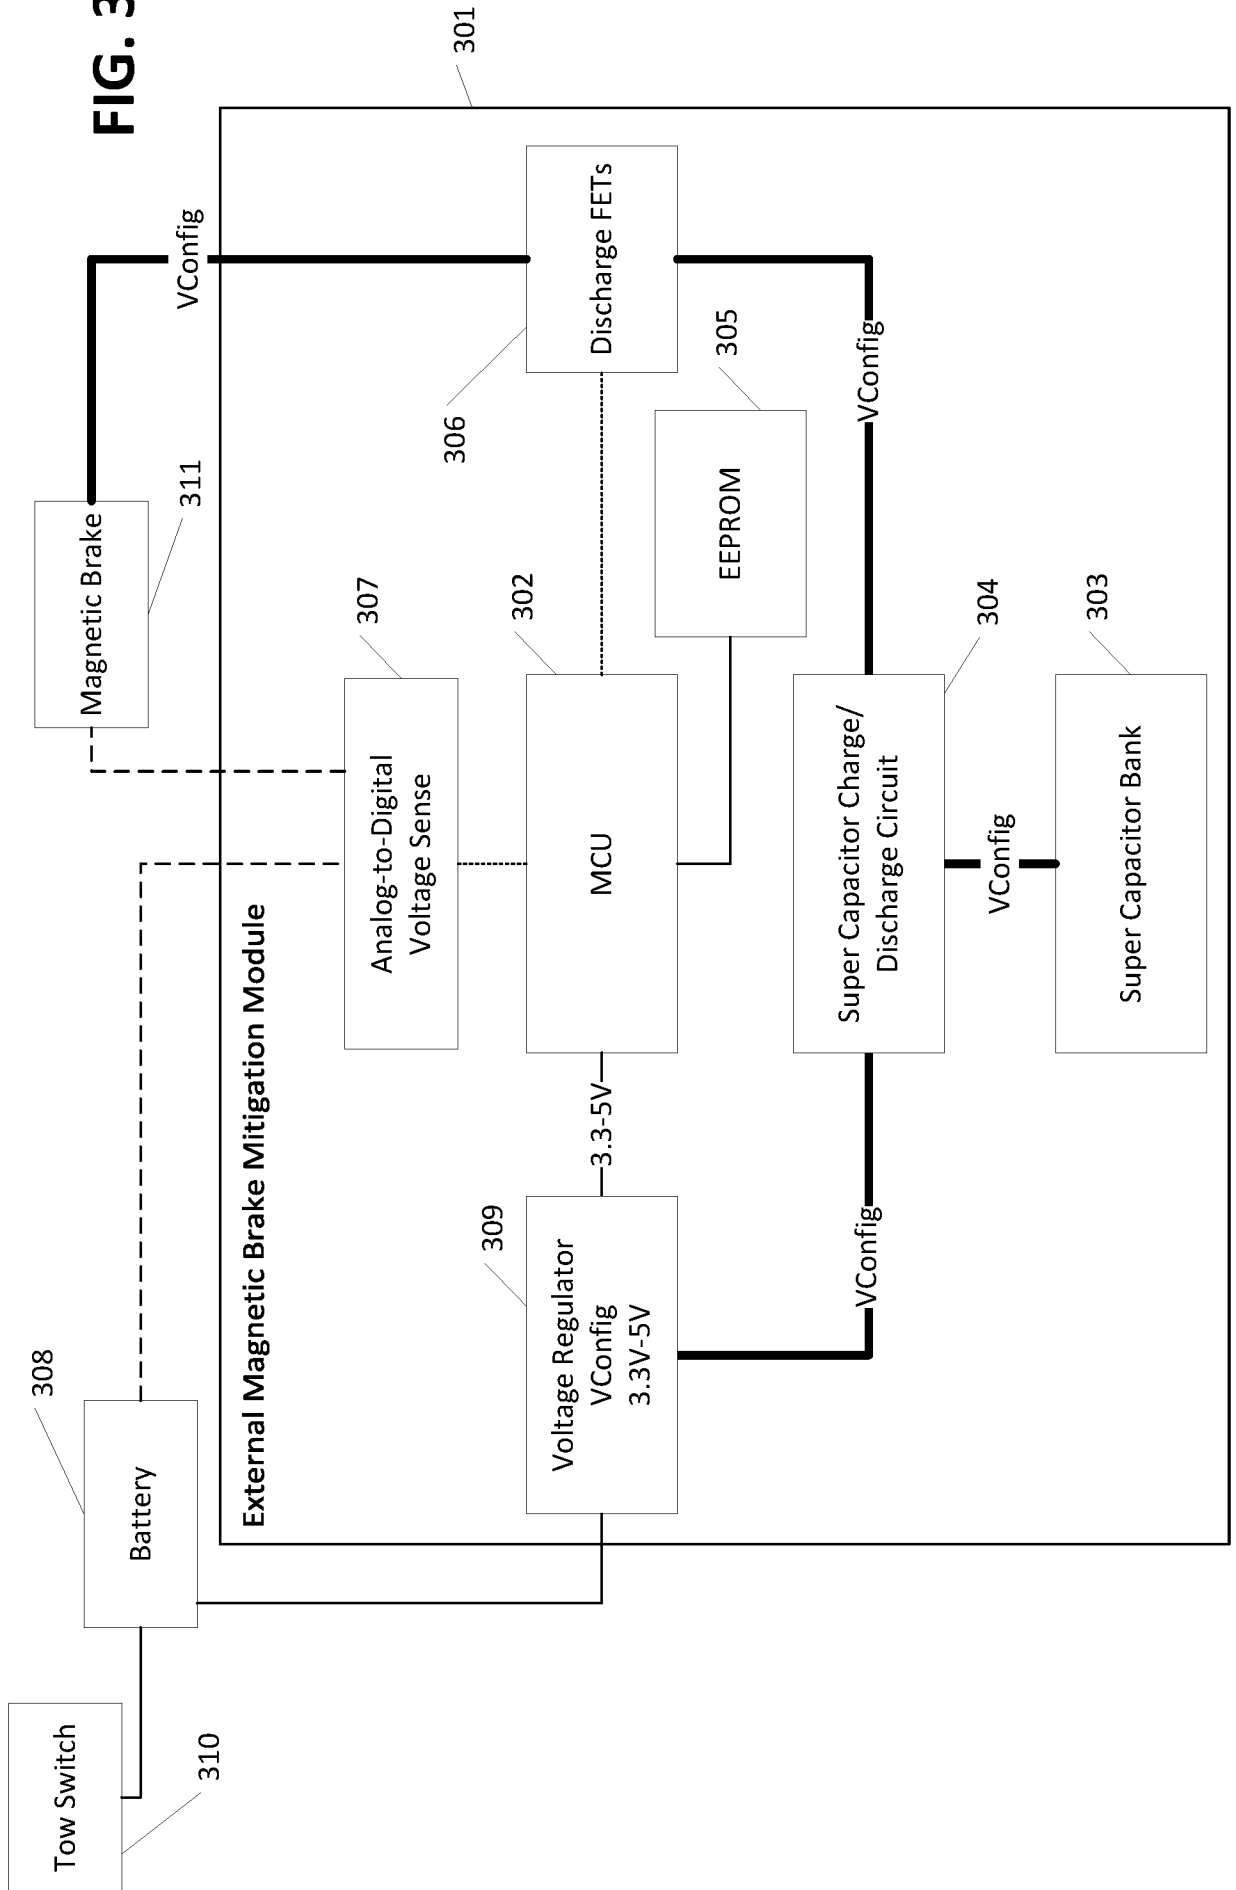 FIG. 3
Tow Switch
310
Battery
308
Magnetic Brake
311
VConfig
301
External Magnetic Brake Mitigation Module
Analog-to-Digital
Voltage Sense
307
Voltage Regulator
VConfig
3.3V-5V
309
3.3-5V
MCU
302
Discharge FETs
306
EEPROM
305
VConfig
Super Capacitor Charge/
Discharge Circuit
304
VConfig
VConfig
Super Capacitor Bank
303